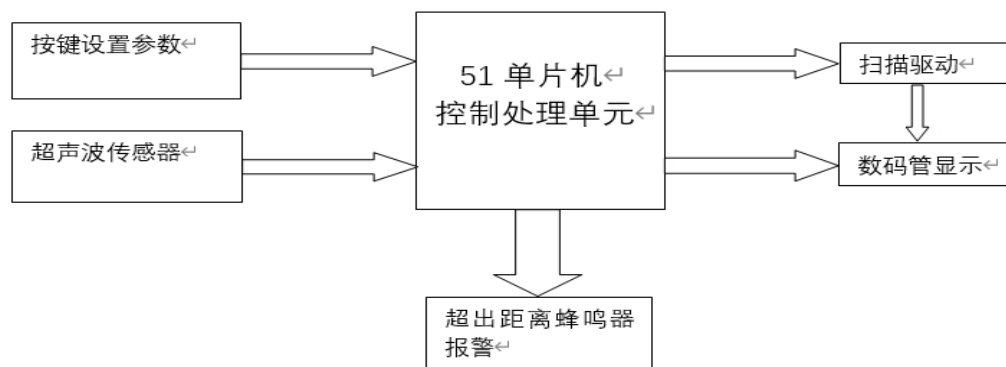 按键设置参数↵
51 单片机↵
控制处理单元↵
扫描驱动↵
超声波传感器↵
数码管显示↵
超出距离蜂鸣器
报警↵